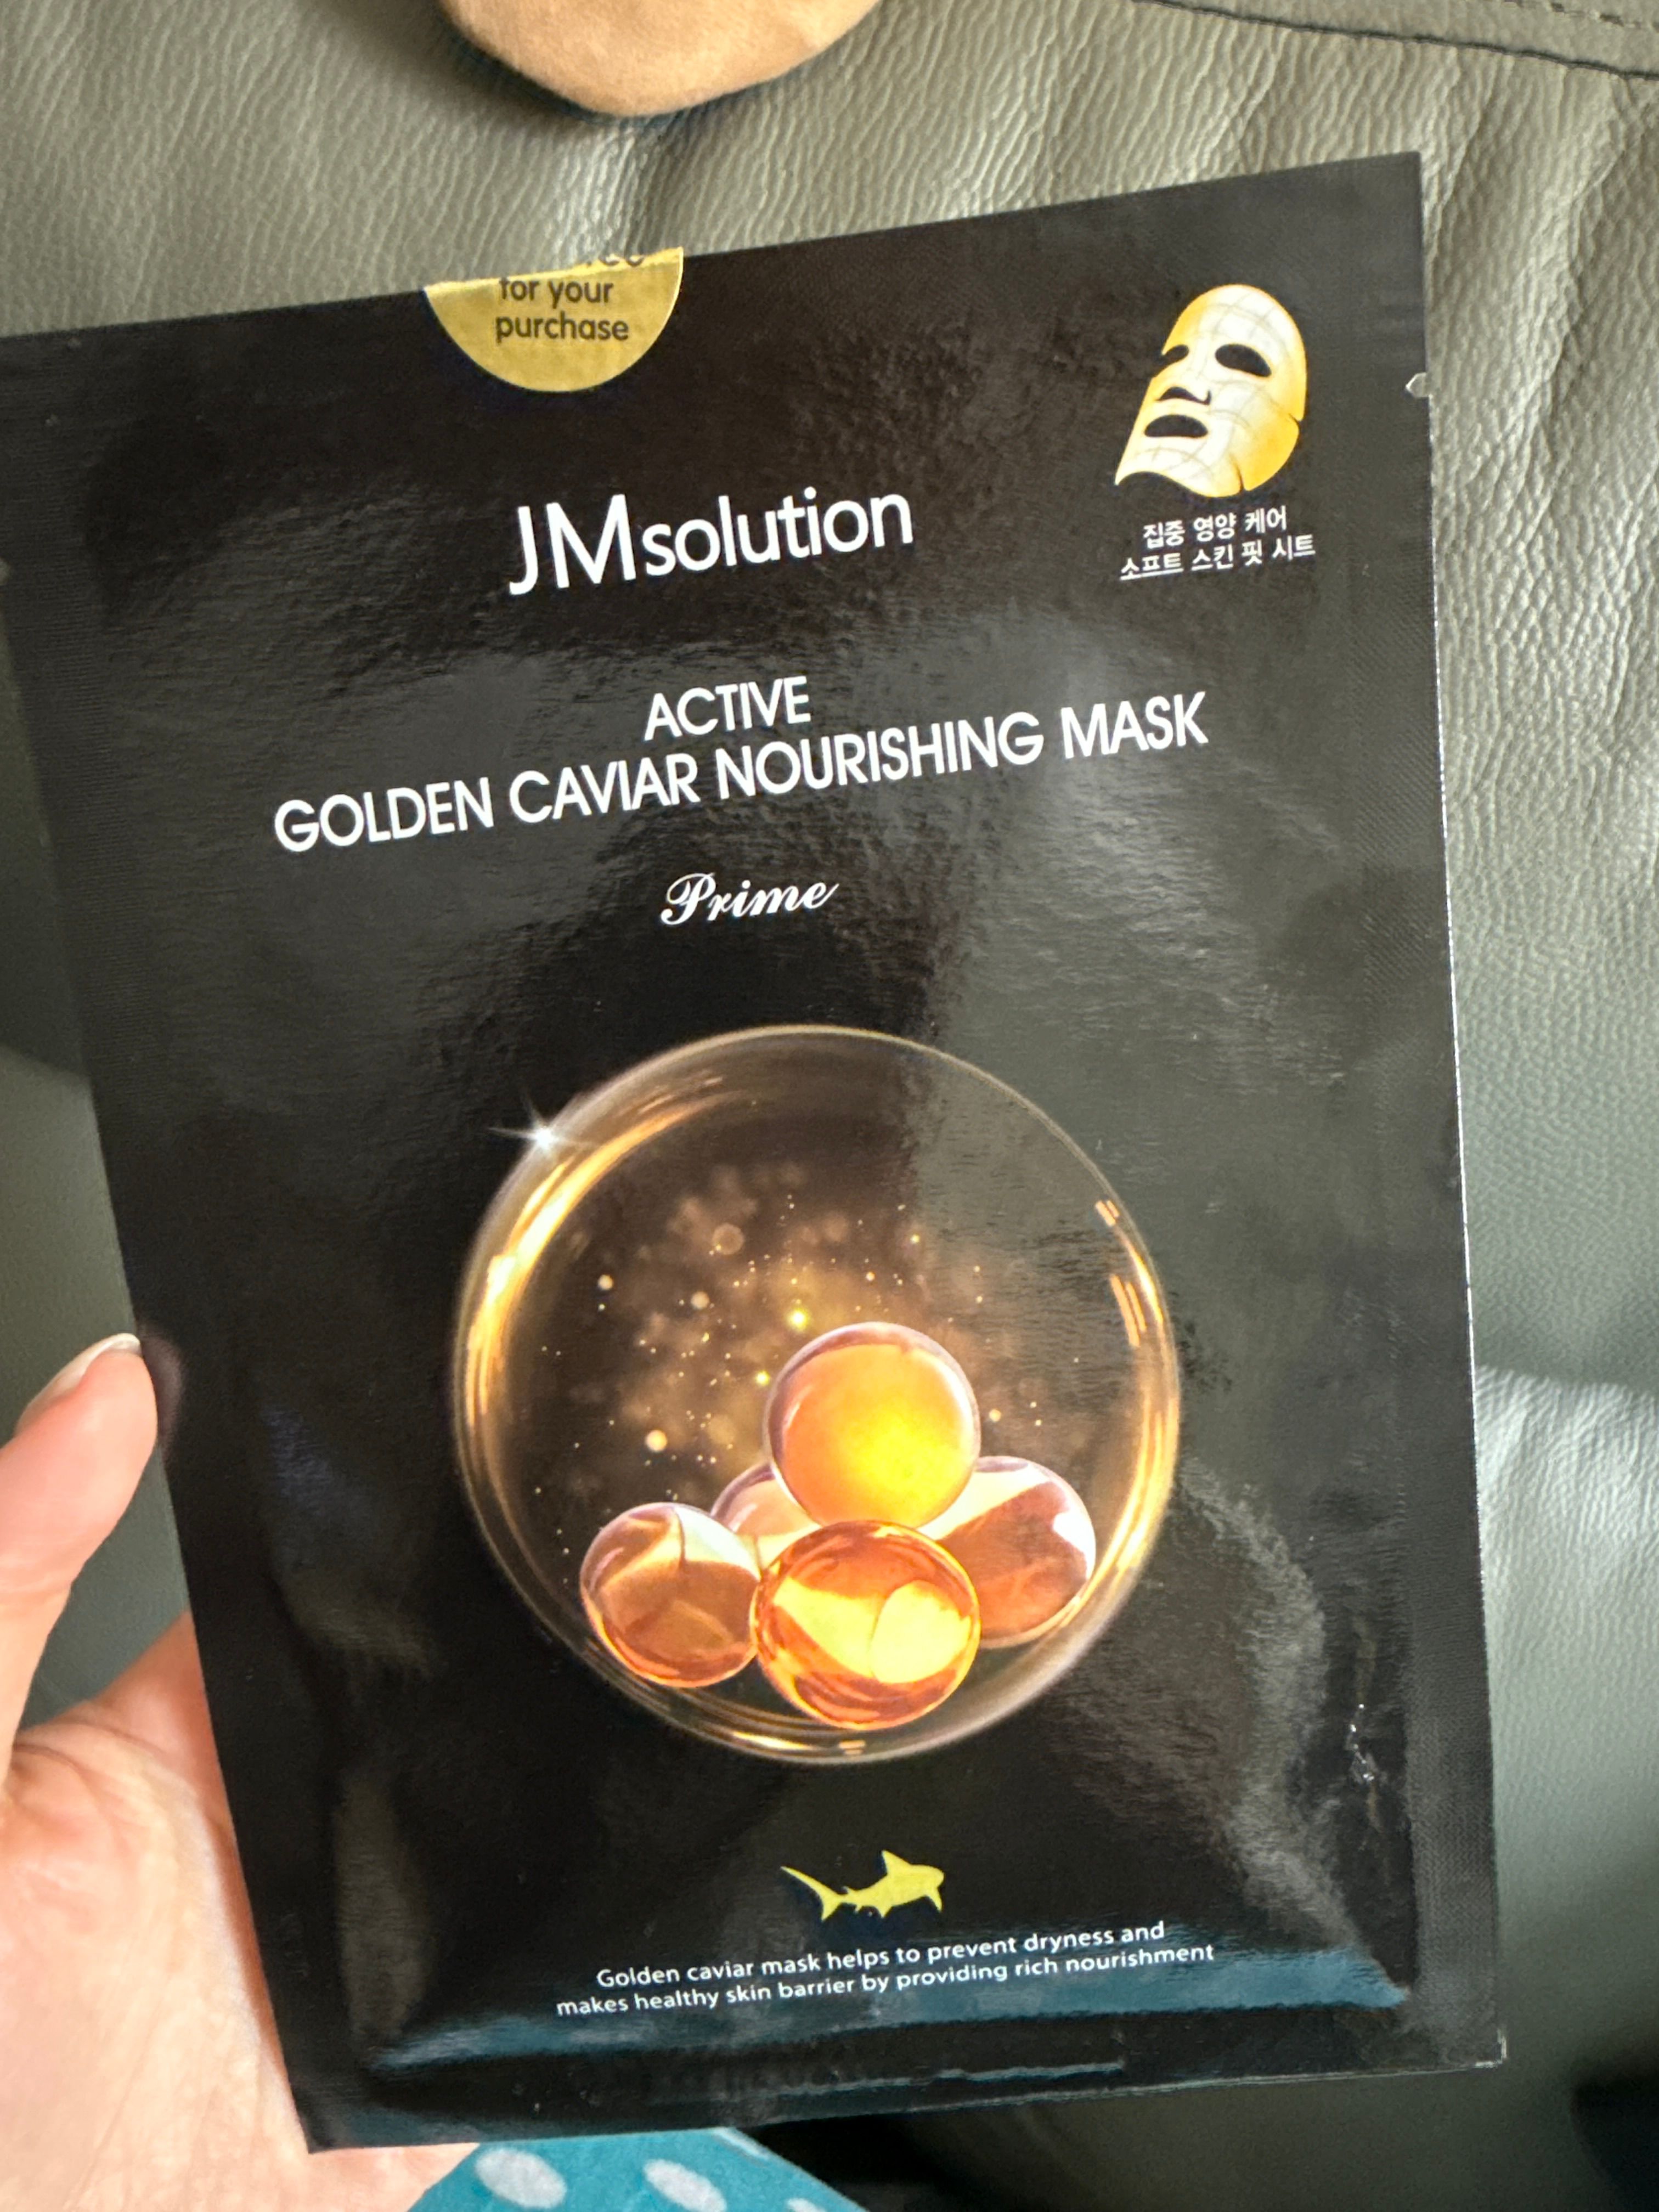 for your
purchase
JMsolution
집중 영양 케어
소프트 스킨 핏 시트
ACTIVE
GOLDEN CAVIAR NOURISHING MASK
Prime
Golden caviar mask helps to prevent dryness and
makes healthy skin barrier by providing rich nourishment